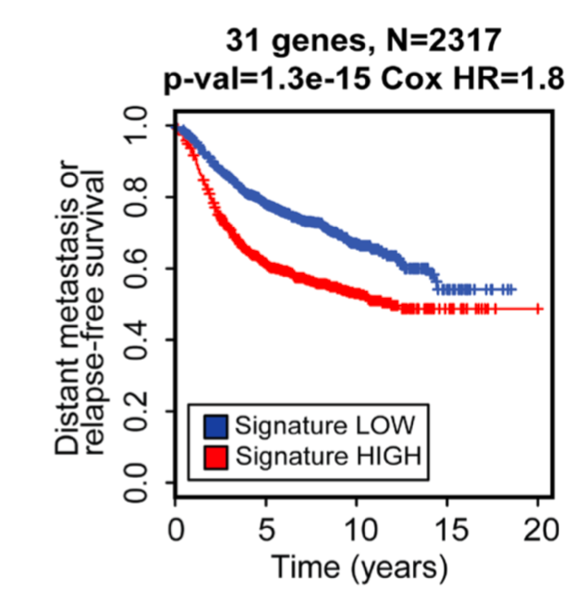 31 genes, N=2317
p-val=1.3e-15 Cox HR=1.8
Distant metastasis or
relapse-free survival
1.0
0.8
0.6
0.4
0.2
0.0
Signature LOW
Signature HIGH
0 5 10 15 20
Time (years)